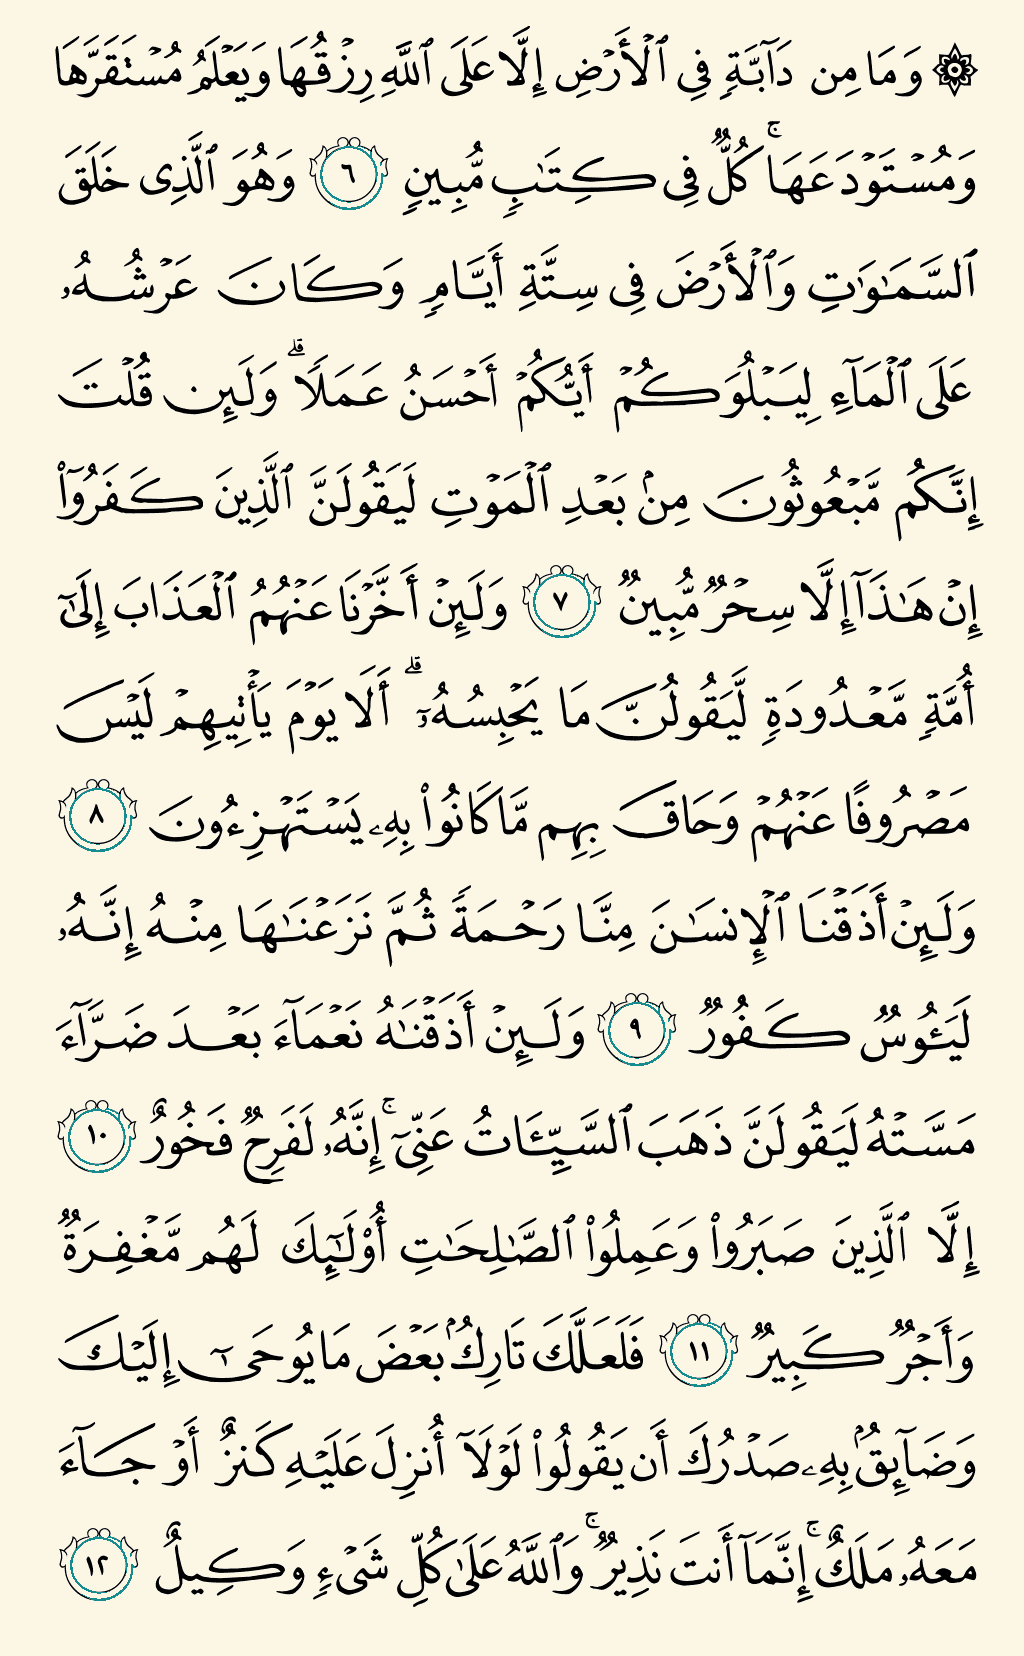 ۞ وَمَا مِن دَآبَّةٍ فِي ٱلْأَرْضِ إِلَّا عَلَى ٱللَّهِ رِزْقُهَا وَيَعْلَمُ مُسْتَقَرَّهَا
وَمُسْتَوْدَعَهَا ۚ كُلٌّ فِي كِتَٰبٍ مُّبِينٍ ٦ وَهُوَ ٱلَّذِي خَلَقَ
ٱلسَّمَٰوَٰتِ وَٱلْأَرْضَ فِي سِتَّةِ أَيَّامٍ وَكَانَ عَرْشُهُۥ
عَلَى ٱلْمَآءِ لِيَبْلُوَكُمْ أَيُّكُمْ أَحْسَنُ عَمَلًا ۗ وَلَئِن قُلْتَ
إِنَّكُم مَّبْعُوثُونَ مِنۢ بَعْدِ ٱلْمَوْتِ لَيَقُولَنَّ ٱلَّذِينَ كَفَرُوٓا۟
إِنْ هَٰذَآ إِلَّا سِحْرٌ مُّبِينٌ ٧ وَلَئِنْ أَخَّرْنَا عَنْهُمُ ٱلْعَذَابَ إِلَىٰٓ
أُمَّةٍ مَّعْدُودَةٍ لَّيَقُولُنَّ مَا يَحْبِسُهُۥٓ ۗ أَلَا يَوْمَ يَأْتِيهِمْ لَيْسَ
مَصْرُوفًا عَنْهُمْ وَحَاقَ بِهِم مَّا كَانُوا۟ بِهِۦ يَسْتَهْزِءُونَ ٨
وَلَئِنْ أَذَقْنَا ٱلْإِنسَٰنَ مِنَّا رَحْمَةً ثُمَّ نَزَعْنَٰهَا مِنْهُ إِنَّهُۥ
لَيَـُٔوسٌ كَفُورٌ ٩ وَلَئِنْ أَذَقْنَٰهُ نَعْمَآءَ بَعْدَ ضَرَّآءَ
مَسَّتْهُ لَيَقُولَنَّ ذَهَبَ ٱلسَّيِّـَٔاتُ عَنِّيٓ ۚ إِنَّهُۥ لَفَرِحٌ فَخُورٌ ١٠
إِلَّا ٱلَّذِينَ صَبَرُوا۟ وَعَمِلُوا۟ ٱلصَّٰلِحَٰتِ أُو۟لَٰٓئِكَ لَهُم مَّغْفِرَةٌ
وَأَجْرٌ كَبِيرٌ ١١ فَلَعَلَّكَ تَارِكٌۢ بَعْضَ مَا يُوحَىٰٓ إِلَيْكَ
وَضَآئِقٌۢ بِهِۦ صَدْرُكَ أَن يَقُولُوا۟ لَوْلَآ أُنزِلَ عَلَيْهِ كَنزٌ أَوْ جَآءَ
مَعَهُۥ مَلَكٌ ۚ إِنَّمَآ أَنتَ نَذِيرٌ ۚ وَٱللَّهُ عَلَىٰ كُلِّ شَيْءٍ وَكِيلٌ ١٢